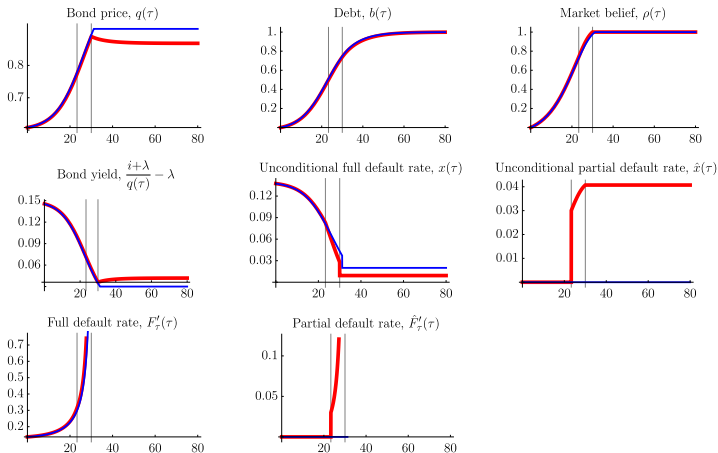 Bond price, q(τ)
Debt, b(τ)
Market belief, ρ(τ)
0.8
0.7
20 40 60 80
1.
0.8
0.6
0.4
0.2
20 40 60 80
1.
0.8
0.6
0.4
0.2
20 40 60 80
Bond yield, (i+λ)/q(τ) − λ
Unconditional full default rate, x(τ)
Unconditional partial default rate, x̂(τ)
0.15
0.12
0.09
0.06
20 40 60 80
0.12
0.09
0.06
0.03
20 40 60 80
0.04
0.03
0.02
0.01
20 40 60 80
Full default rate, F′τ(τ)
Partial default rate, F̂′τ(τ)
0.7
0.6
0.5
0.4
0.3
0.2
20 40 60 80
0.1
0.05
20 40 60 80